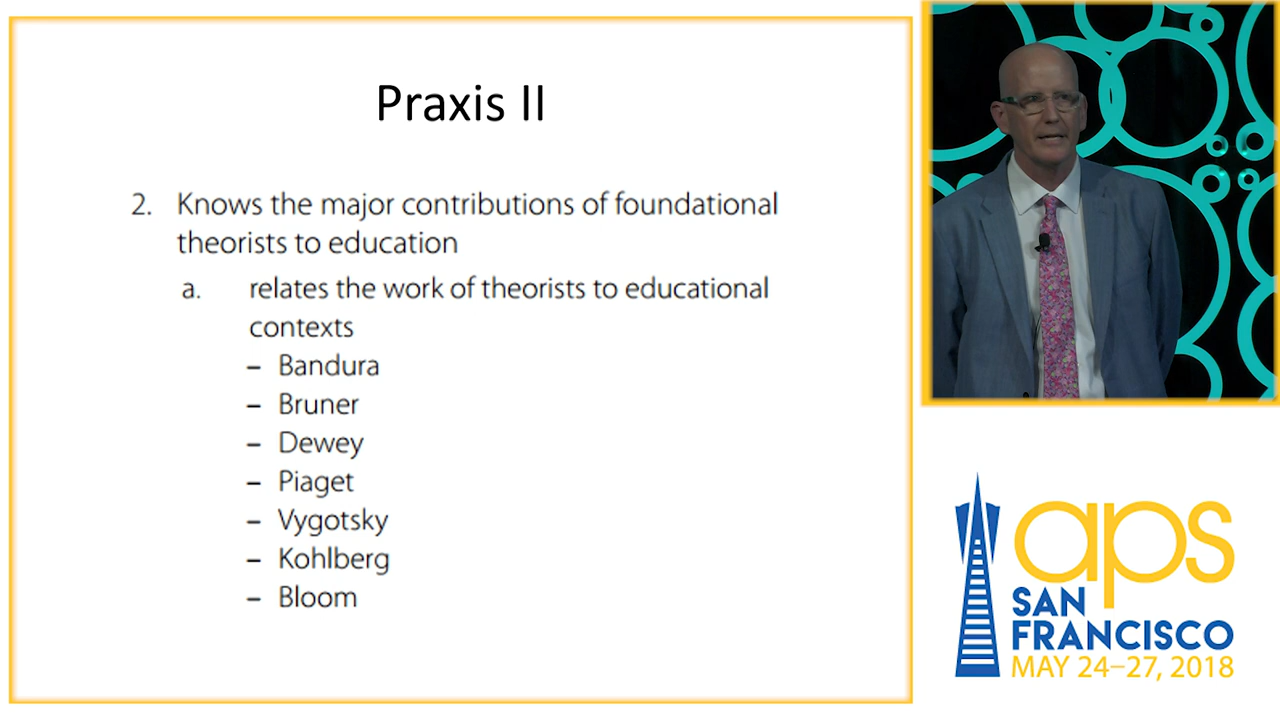 Praxis II
2. Knows the major contributions of foundational
theorists to education
a. relates the work of theorists to educational
contexts
– Bandura
– Bruner
– Dewey
– Piaget
– Vygotsky
– Kohlberg
– Bloom
aps
SAN
FRANCISCO
MAY 24–27, 2018